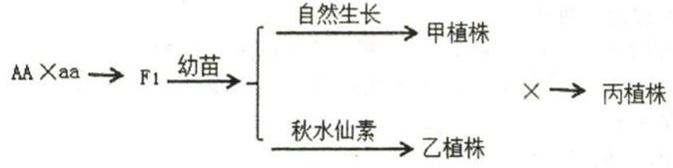 自然生长
甲植株
AA ×aa → F1 幼苗
× → 丙植株
秋水仙素
乙植株